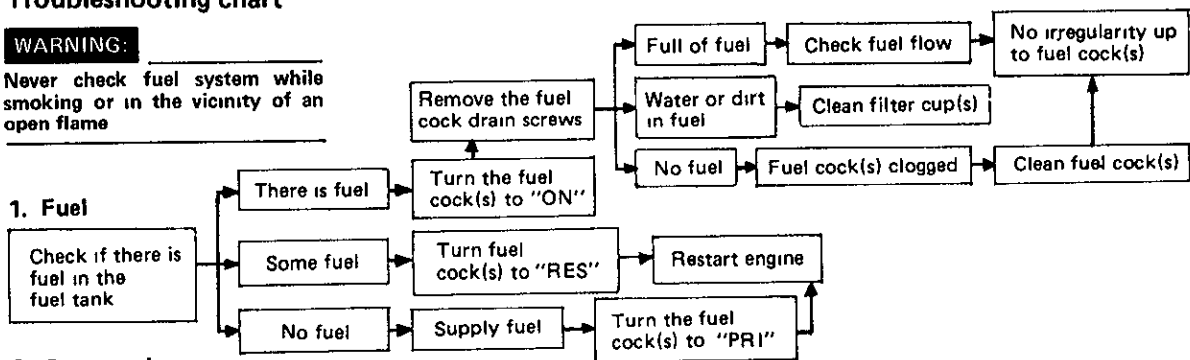 Troubleshooting chart
WARNING:
Never check fuel system while
smoking or in the vicinity of an
open flame
1. Fuel
Check if there is
fuel in the
fuel tank
There is fuel
Turn the fuel
cock(s) to "ON"
Remove the fuel
cock drain screws
Full of fuel
Check fuel flow
No irregularity up
to fuel cock(s)
Water or dirt
in fuel
Clean filter cup(s)
No fuel
Fuel cock(s) clogged
Clean fuel cock(s)
Some fuel
Turn fuel
cock(s) to "RES"
Restart engine
No fuel
Supply fuel
Turn the fuel
cock(s) to "PRI"